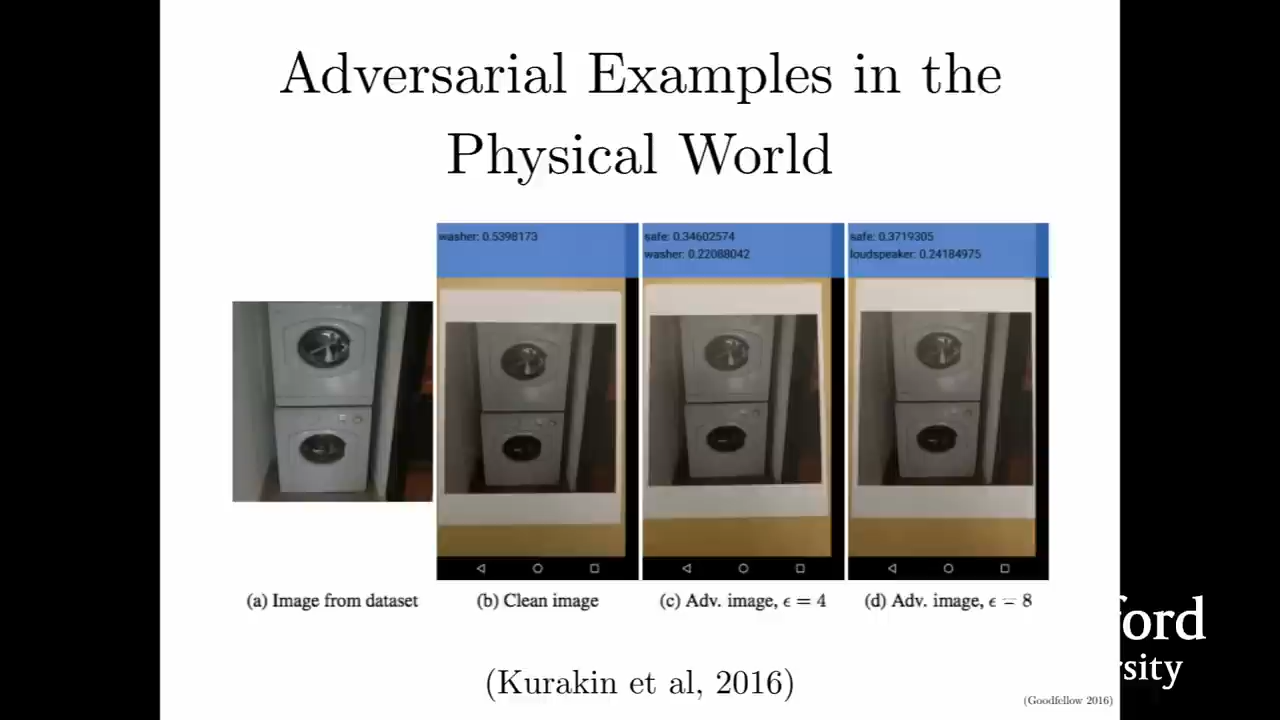 Adversarial Examples in the
Physical World
washer: 0.5398173
safe: 0.34602574
washer: 0.22088042
safe: 0.3719305
loudspeaker: 0.24184975
(a) Image from dataset
(b) Clean image
(c) Adv. image, ϵ = 4
(d) Adv. image, ϵ = 8
(Kurakin et al, 2016)
(Goodfellow 2016)
ford
rsity